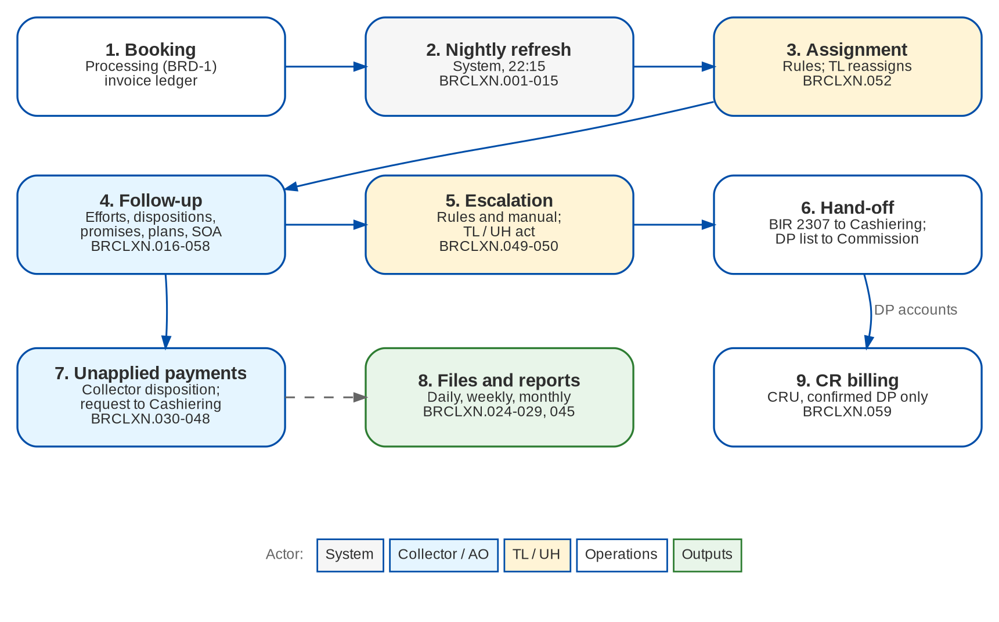 1. Booking
Processing (BRD-1)
invoice ledger
2. Nightly refresh
System, 22:15
BRCLXN.001-015
3. Assignment
Rules; TL reassigns
BRCLXN.052
4. Follow-up
Efforts, dispositions,
promises, plans, SOA
BRCLXN.016-058
5. Escalation
Rules and manual;
TL / UH act
BRCLXN.049-050
6. Hand-off
BIR 2307 to Cashiering;
DP list to Commission
DP accounts
7. Unapplied payments
Collector disposition;
request to Cashiering
BRCLXN.030-048
8. Files and reports
Daily, weekly, monthly
BRCLXN.024-029, 045
9. CR billing
CRU, confirmed DP only
BRCLXN.059
Actor:
System
Collector / AO
TL / UH
Operations
Outputs